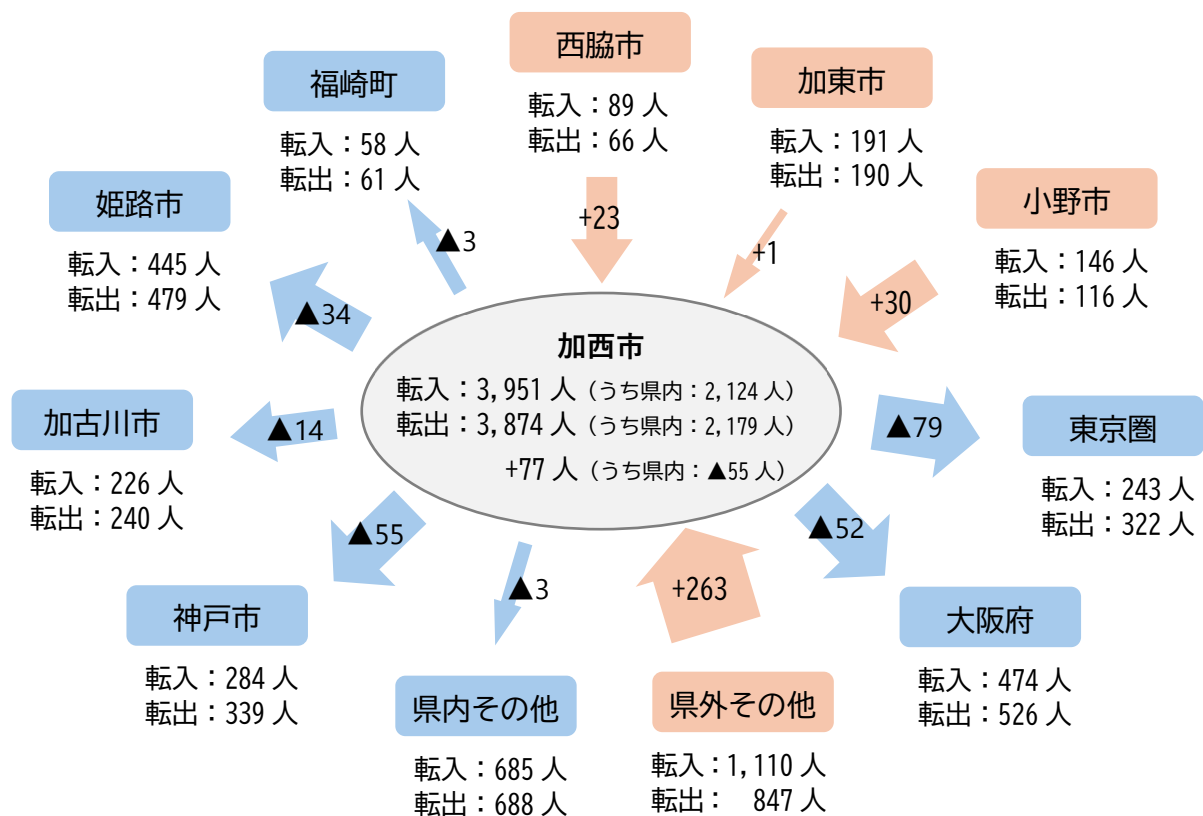 西脇市
転入：89 人
転出：66 人
+23
加東市
転入：191 人
転出：190 人
+1
福崎町
転入：58 人
転出：61 人
▲3
小野市
転入：146 人
転出：116 人
+30
姫路市
転入：445 人
転出：479 人
▲34
加西市
転入：3,951 人（うち県内：2,124 人）
転出：3,874 人（うち県内：2,179 人）
+77 人（うち県内：▲55 人）
加古川市
転入：226 人
転出：240 人
▲14
東京圏
転入：243 人
転出：322 人
▲79
神戸市
転入：284 人
転出：339 人
▲55
大阪府
転入：474 人
転出：526 人
▲52
県内その他
転入：685 人
転出：688 人
▲3
県外その他
転入：1,110 人
転出： 847 人
+263